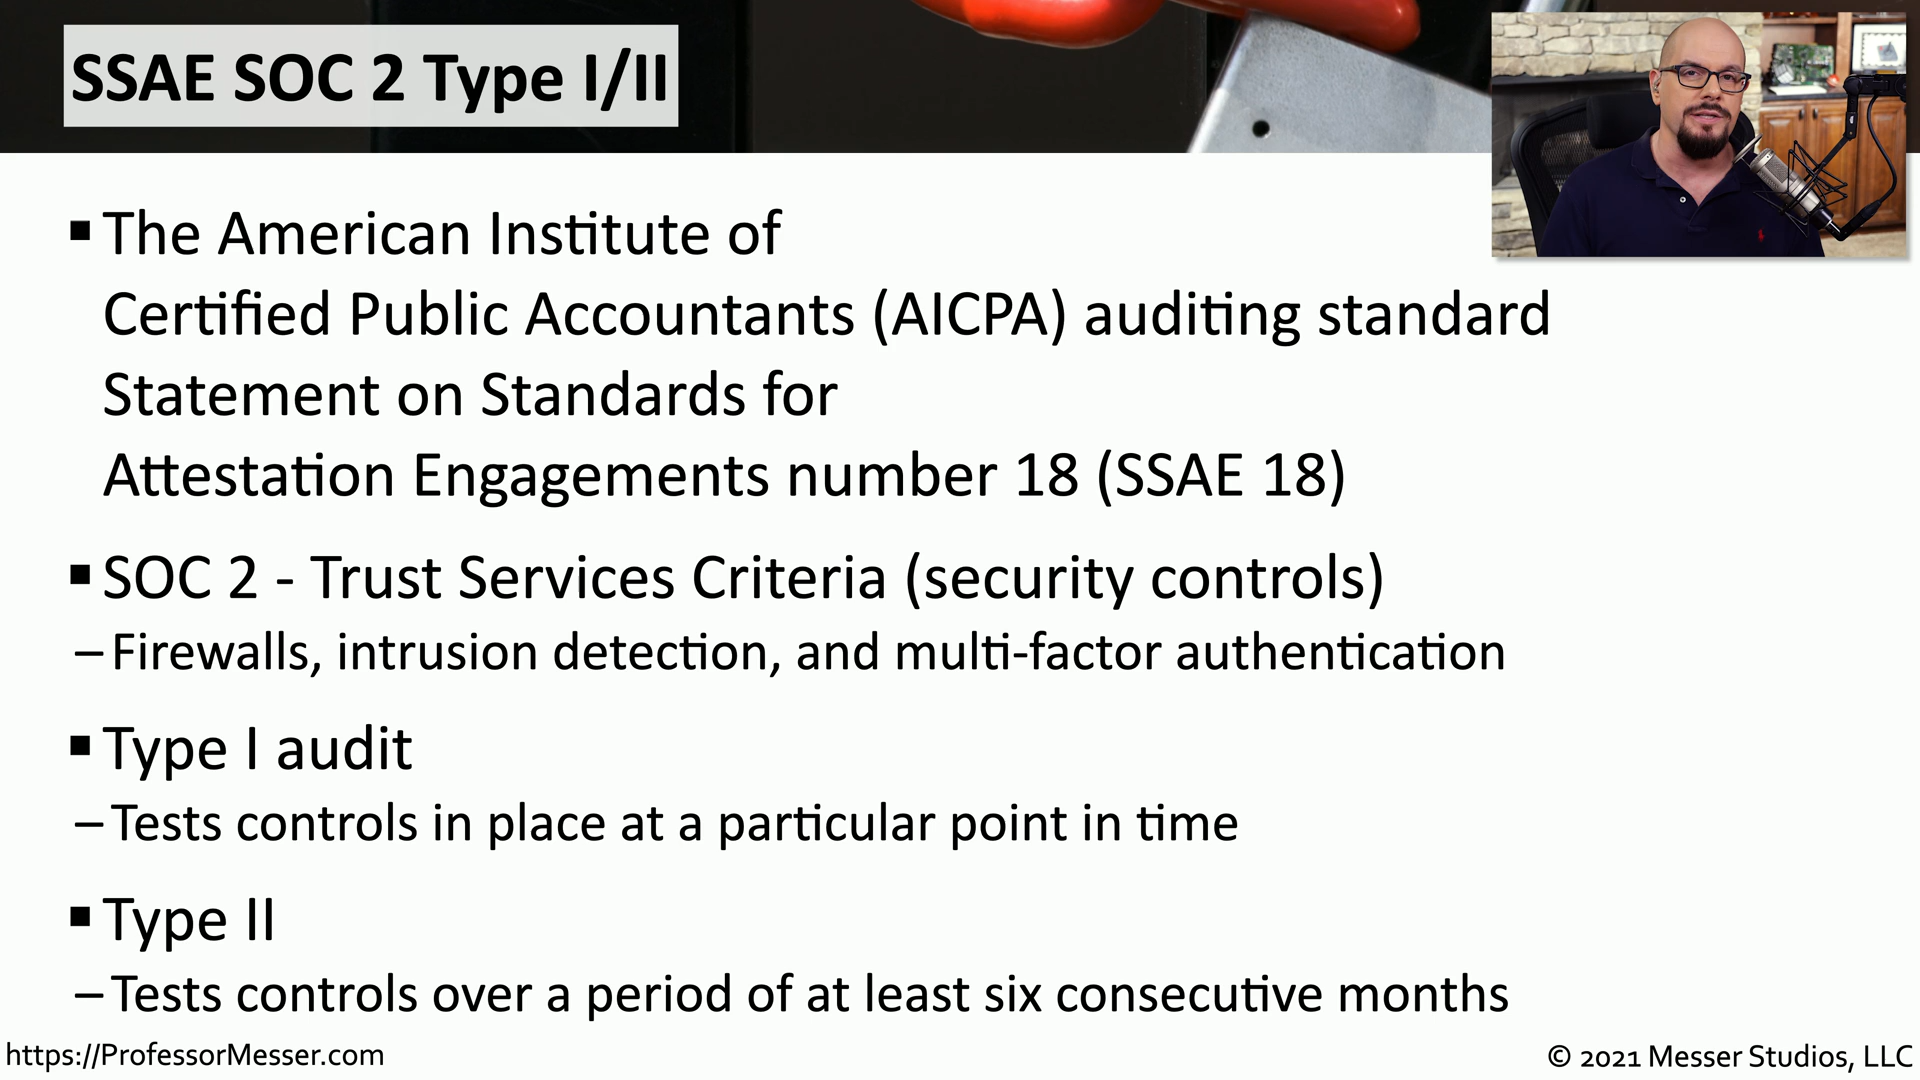 SSAE SOC 2 Type I/II
▪ The American Institute of
Certified Public Accountants (AICPA) auditing standard
Statement on Standards for
Attestation Engagements number 18 (SSAE 18)
▪ SOC 2 - Trust Services Criteria (security controls)
– Firewalls, intrusion detection, and multi-factor authentication
▪ Type I audit
– Tests controls in place at a particular point in time
▪ Type II
– Tests controls over a period of at least six consecutive months
https://ProfessorMesser.com
© 2021 Messer Studios, LLC